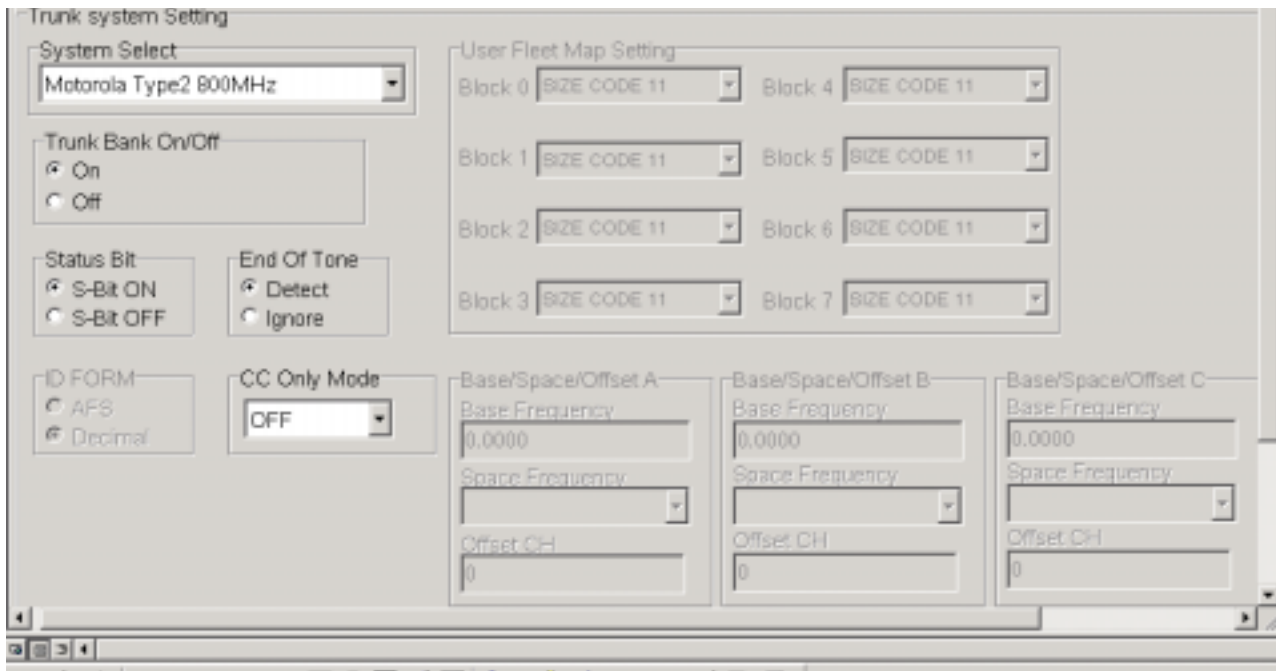 Trunk system Setting
System Select
Motorola Type2 800MHz
Trunk Bank On/Off
On
Off
Status Bit
S-Bit ON
S-Bit OFF
End Of Tone
Detect
Ignore
ID FORM
AFS
Decimal
CC Only Mode
OFF
User Fleet Map Setting
Block 0 SIZE CODE 11
Block 4 SIZE CODE 11
Block 1 SIZE CODE 11
Block 5 SIZE CODE 11
Block 2 SIZE CODE 11
Block 6 SIZE CODE 11
Block 3 SIZE CODE 11
Block 7 SIZE CODE 11
Base/Space/Offset A
Base Frequency
0.0000
Space Frequency
Offset CH
0
Base/Space/Offset B
Base Frequency
0.0000
Space Frequency
Offset CH
0
Base/Space/Offset C
Base Frequency
0.0000
Space Frequency
Offset CH
0